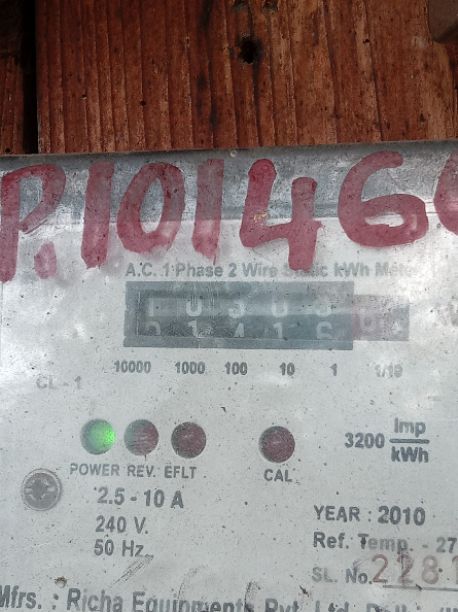 P.10146
A.C. 1 Phase 2 Wire Static kWh Meter
10000 1000 100 10 1 1/10
CL - 1
3200 Imp/kWh
POWER REV. EFLT CAL
2.5 - 10 A
240 V.
50 Hz.
YEAR : 2010
Ref. Temp. - 27
SL. No. 2281
Mfrs. : Richa Equipments Pvt. Ltd.